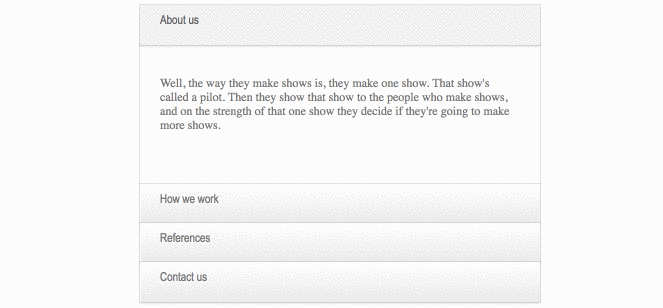 About us
Well, the way they make shows is, they make one show. That show's
called a pilot. Then they show that show to the people who make shows,
and on the strength of that one show they decide if they're going to make
more shows.
How we work
References
Contact us